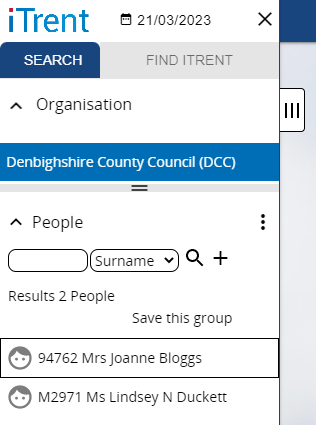 iTrent 21/03/2023
SEARCH FIND ITRENT
Organisation
Denbighshire County Council (DCC)
People
Surname
Results 2 People
Save this group
94762 Mrs Joanne Bloggs
M2971 Ms Lindsey N Duckett